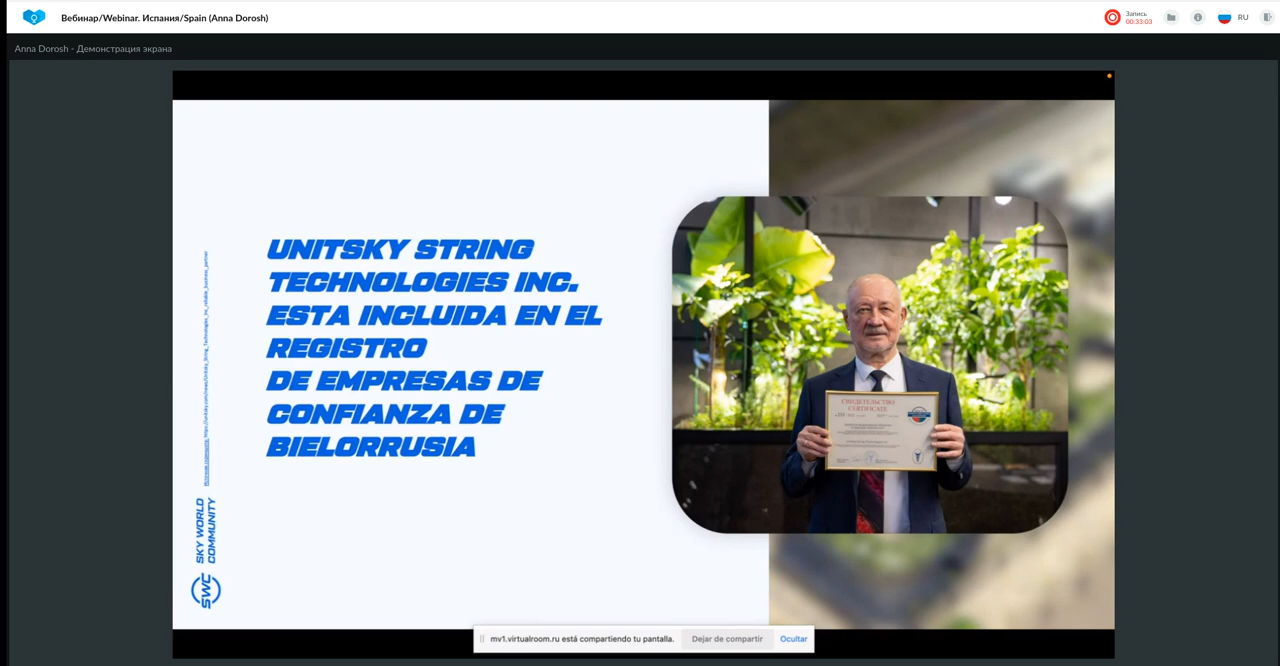 Вебинар/Webinar. Испания/Spain (Anna Dorosh)
Запись
00:33:03
RU
Anna Dorosh - Демонстрация экрана
UNITSKY STRING
TECHNOLOGIES INC.
ESTA INCLUIDA EN EL
REGISTRO
DE EMPRESAS DE
CONFIANZA DE
BIELORRUSIA
SKY WORLD
COMMUNITY
SWC
СВИДЕТЕЛЬСТВО
CERTIFICATE
mv1.virtualroom.ru está compartiendo tu pantalla.
Dejar de compartir
Ocultar